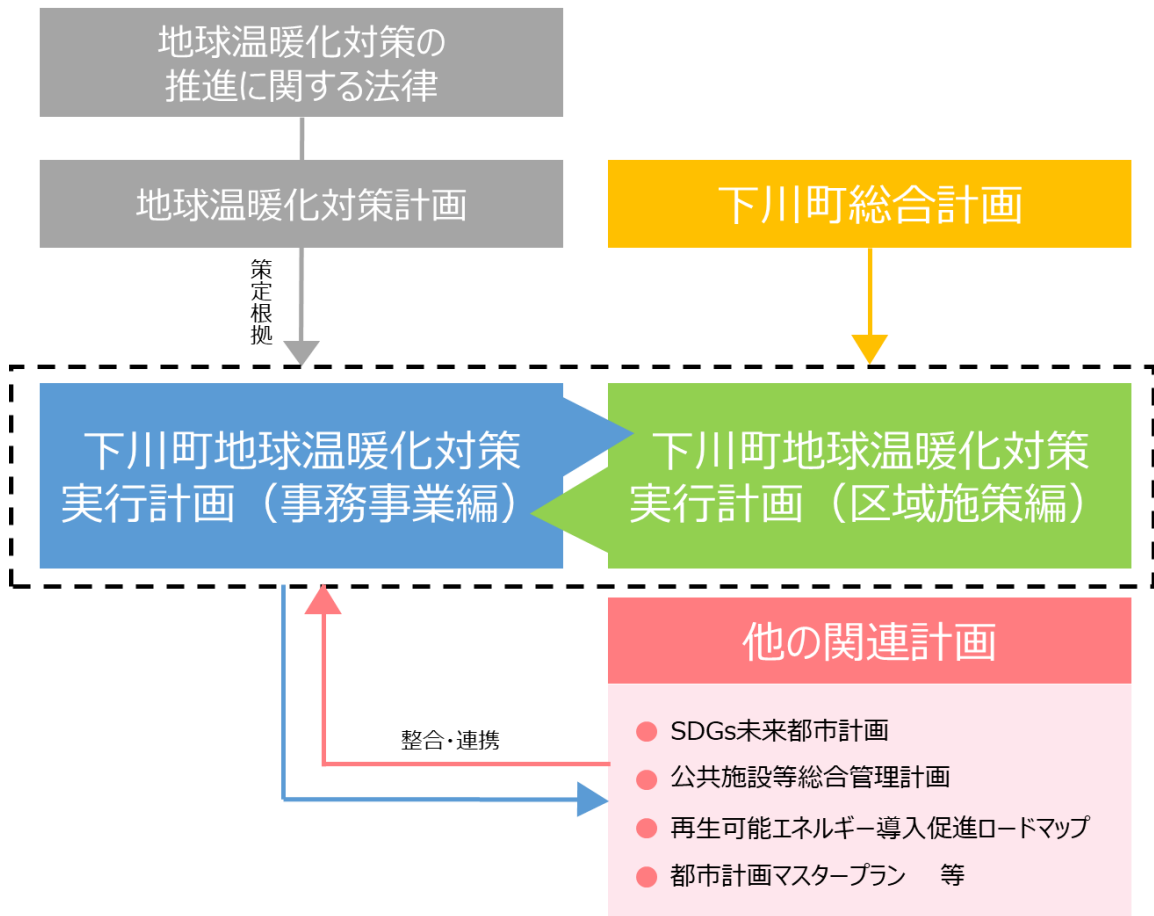 地球温暖化対策の
推進に関する法律
地球温暖化対策計画
下川町総合計画
策定根拠
下川町地球温暖化対策
実行計画（事務事業編）
下川町地球温暖化対策
実行計画（区域施策編）
他の関連計画
SDGs未来都市計画
公共施設等総合管理計画
再生可能エネルギー導入促進ロードマップ
都市計画マスタープラン　等
整合・連携